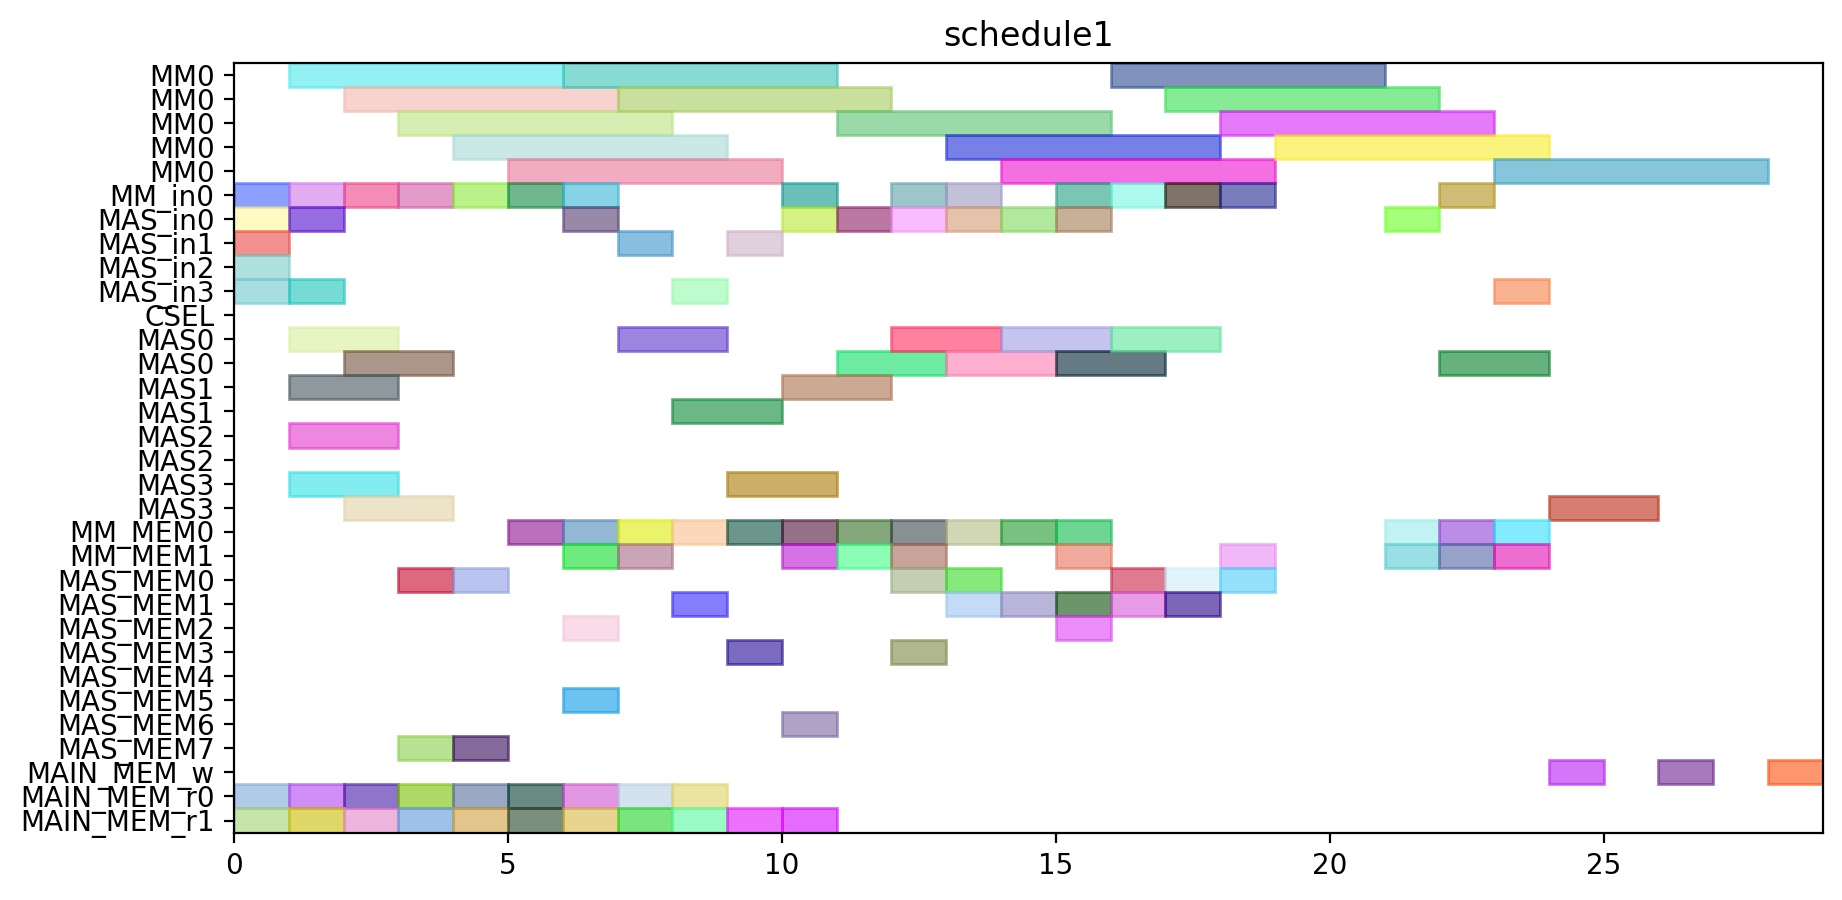 schedule1
MM0
MM0
MM0
MM0
MM0
MM_in0
MAS_in0
MAS_in1
MAS_in2
MAS_in3
CSEL
MAS0
MAS0
MAS1
MAS1
MAS2
MAS2
MAS3
MAS3
MM_MEM0
MM_MEM1
MAS_MEM0
MAS_MEM1
MAS_MEM2
MAS_MEM3
MAS_MEM4
MAS_MEM5
MAS_MEM6
MAS_MEM7
MAIN_MEM_w
MAIN_MEM_r0
MAIN_MEM_r1
0 5 10 15 20 25